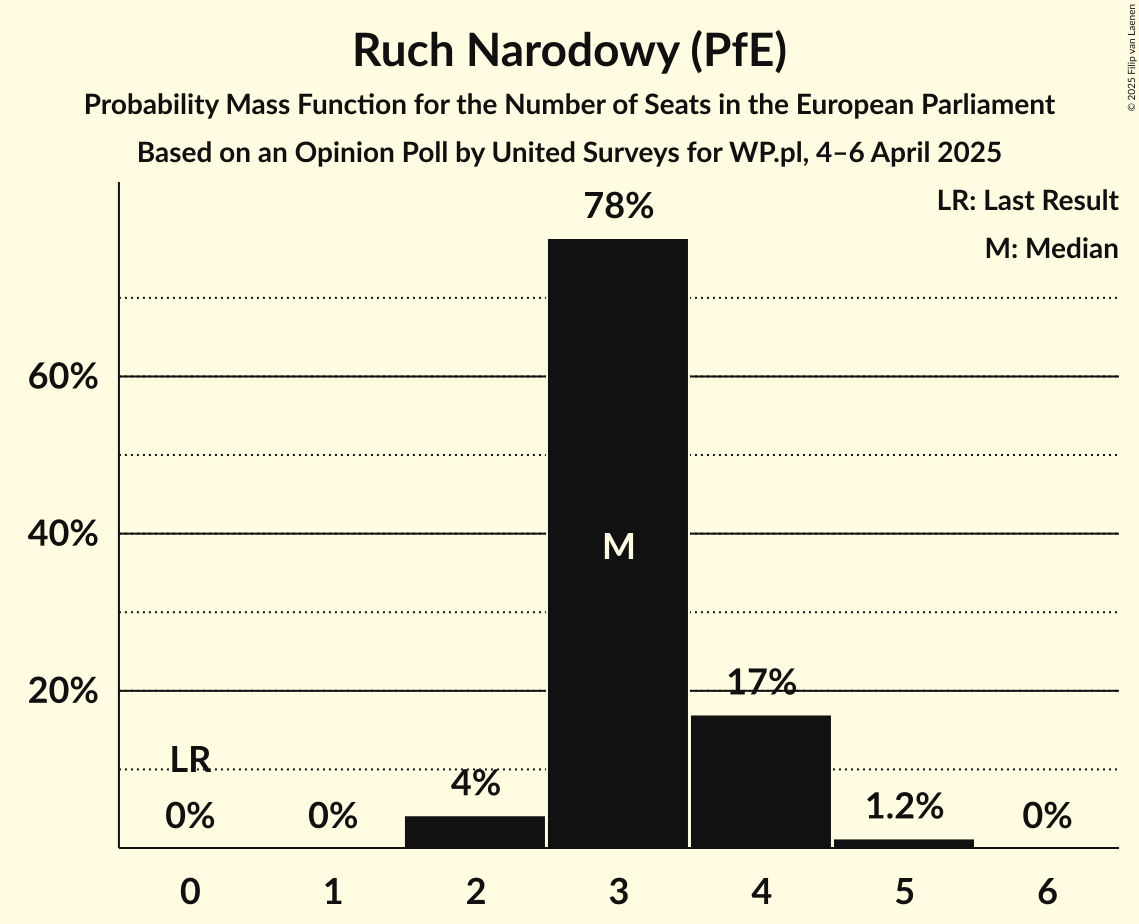 Ruch Narodowy (PfE)
Probability Mass Function for the Number of Seats in the European Parliament
Based on an Opinion Poll by United Surveys for WP.pl, 4–6 April 2025
© 2025 Filip van Laenen
LR: Last Result
M: Median
78%
60%
40%
M
20%
17%
LR
0%
0%
4%
1.2%
0%
0
1
2
3
4
5
6